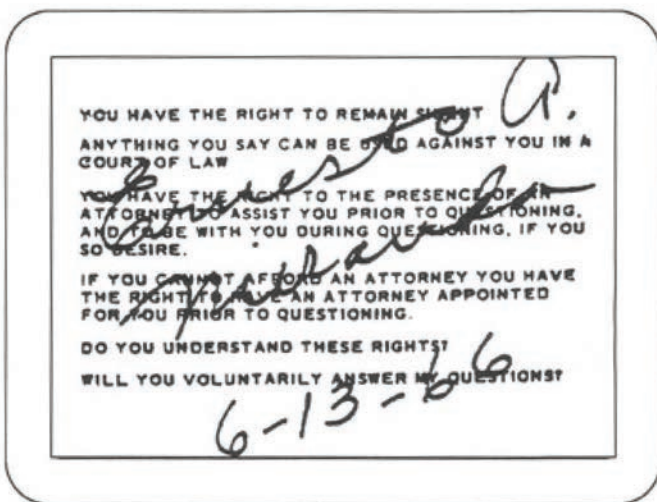 YOU HAVE THE RIGHT TO REMAIN SILENT
ANYTHING YOU SAY CAN BE USED AGAINST YOU IN A
COURT OF LAW
YOU HAVE THE RIGHT TO THE PRESENCE OF AN
ATTORNEY TO ASSIST YOU PRIOR TO QUESTIONING,
AND TO BE WITH YOU DURING QUESTIONING, IF YOU
SO DESIRE.
IF YOU CANNOT AFFORD AN ATTORNEY YOU HAVE
THE RIGHT TO HAVE AN ATTORNEY APPOINTED
FOR YOU PRIOR TO QUESTIONING.
DO YOU UNDERSTAND THESE RIGHTS?
WILL YOU VOLUNTARILY ANSWER MY QUESTIONS?
Ernesto A.
Miranda
6-13-66